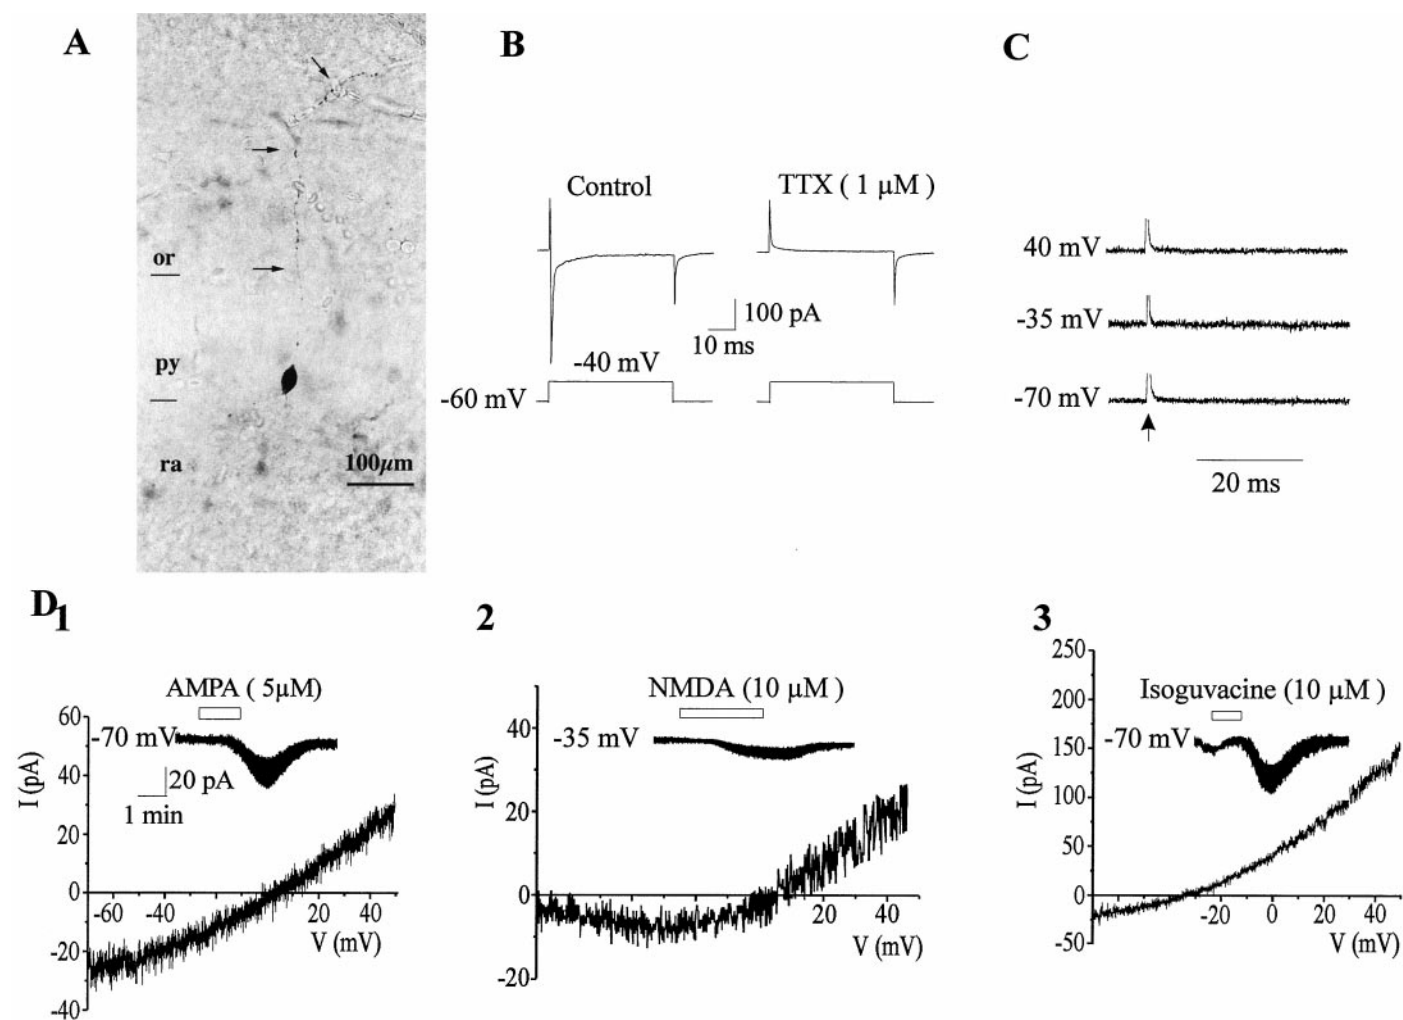 A
or
py
ra
100µm
B
Control
TTX ( 1 µM )
100 pA
10 ms
-40 mV
-60 mV
C
40 mV
-35 mV
-70 mV
20 ms
D1
AMPA ( 5µM)
-70 mV
20 pA
1 min
I (pA)
60
40
20
0
-20
-40
-60 -40 20 40
V (mV)
2
NMDA (10 µM )
-35 mV
I (pA)
40
20
0
-20
20 40
V (mV)
3
Isoguvacine (10 µM )
-70 mV
I (pA)
250
200
150
100
50
0
-50
-20 0 20 40
V (mV)